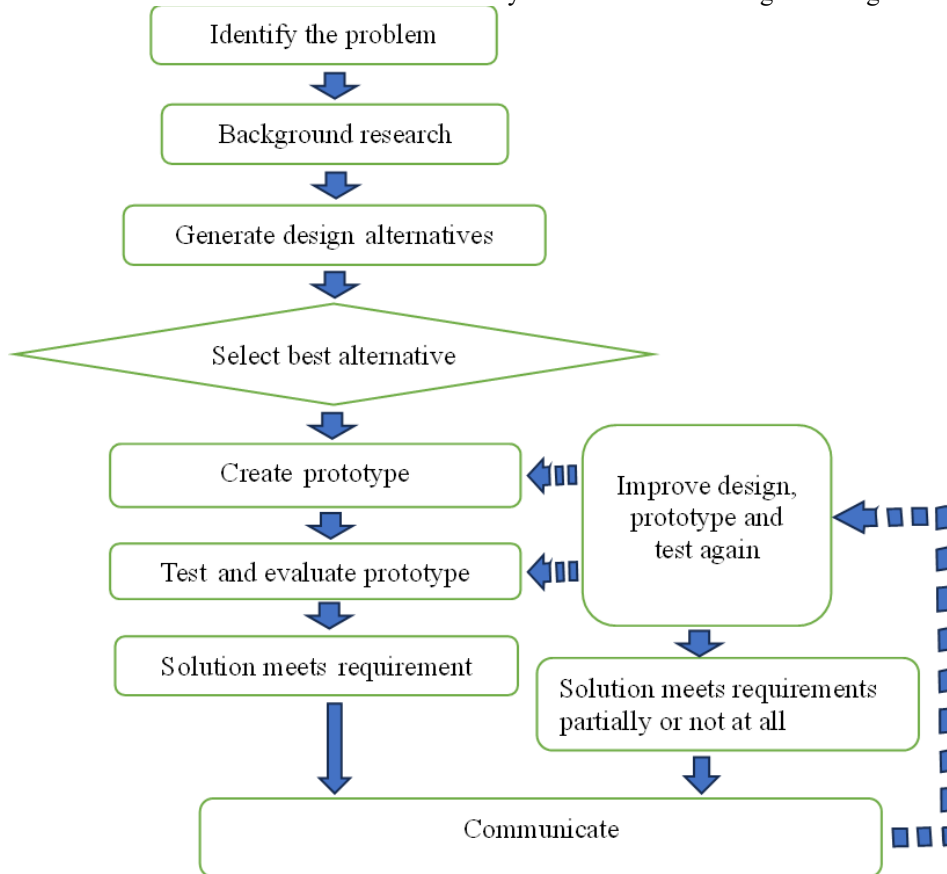 Identify the problem
Background research
Generate design alternatives
Select best alternative
Create prototype
Improve design,
prototype and
test again
Test and evaluate prototype
Solution meets requirement
Solution meets requirements
partially or not at all
Communicate